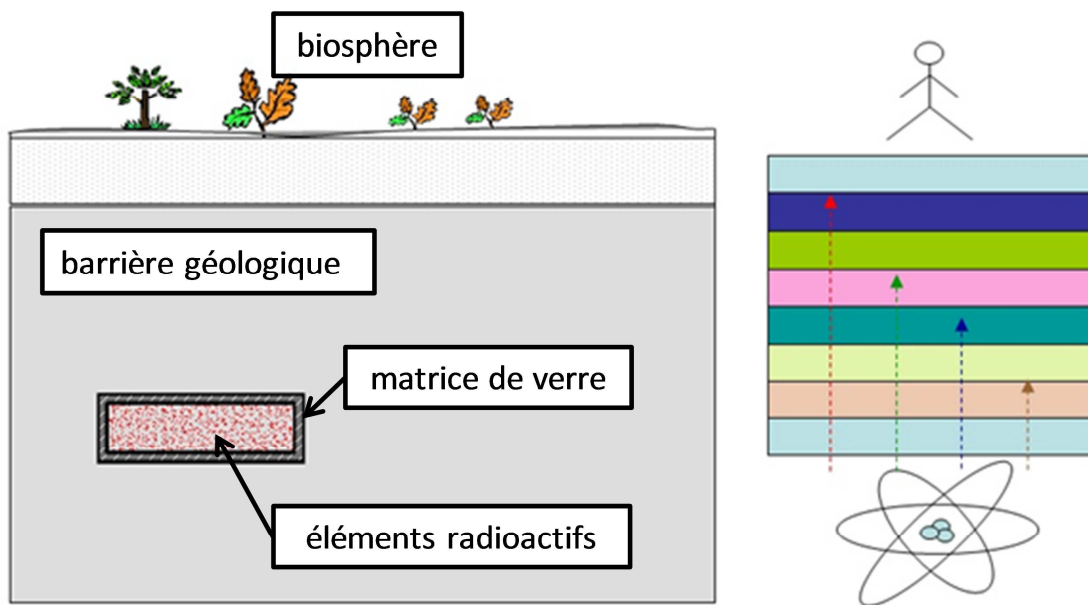 biosphère
barrière géologique
matrice de verre
éléments radioactifs